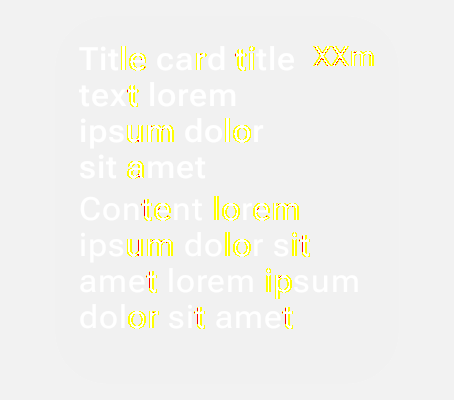 Title card title XXm
text lorem
ipsum dolor
sit amet
Content lorem
ipsum dolor sit
amet lorem ipsum
dolor sit amet